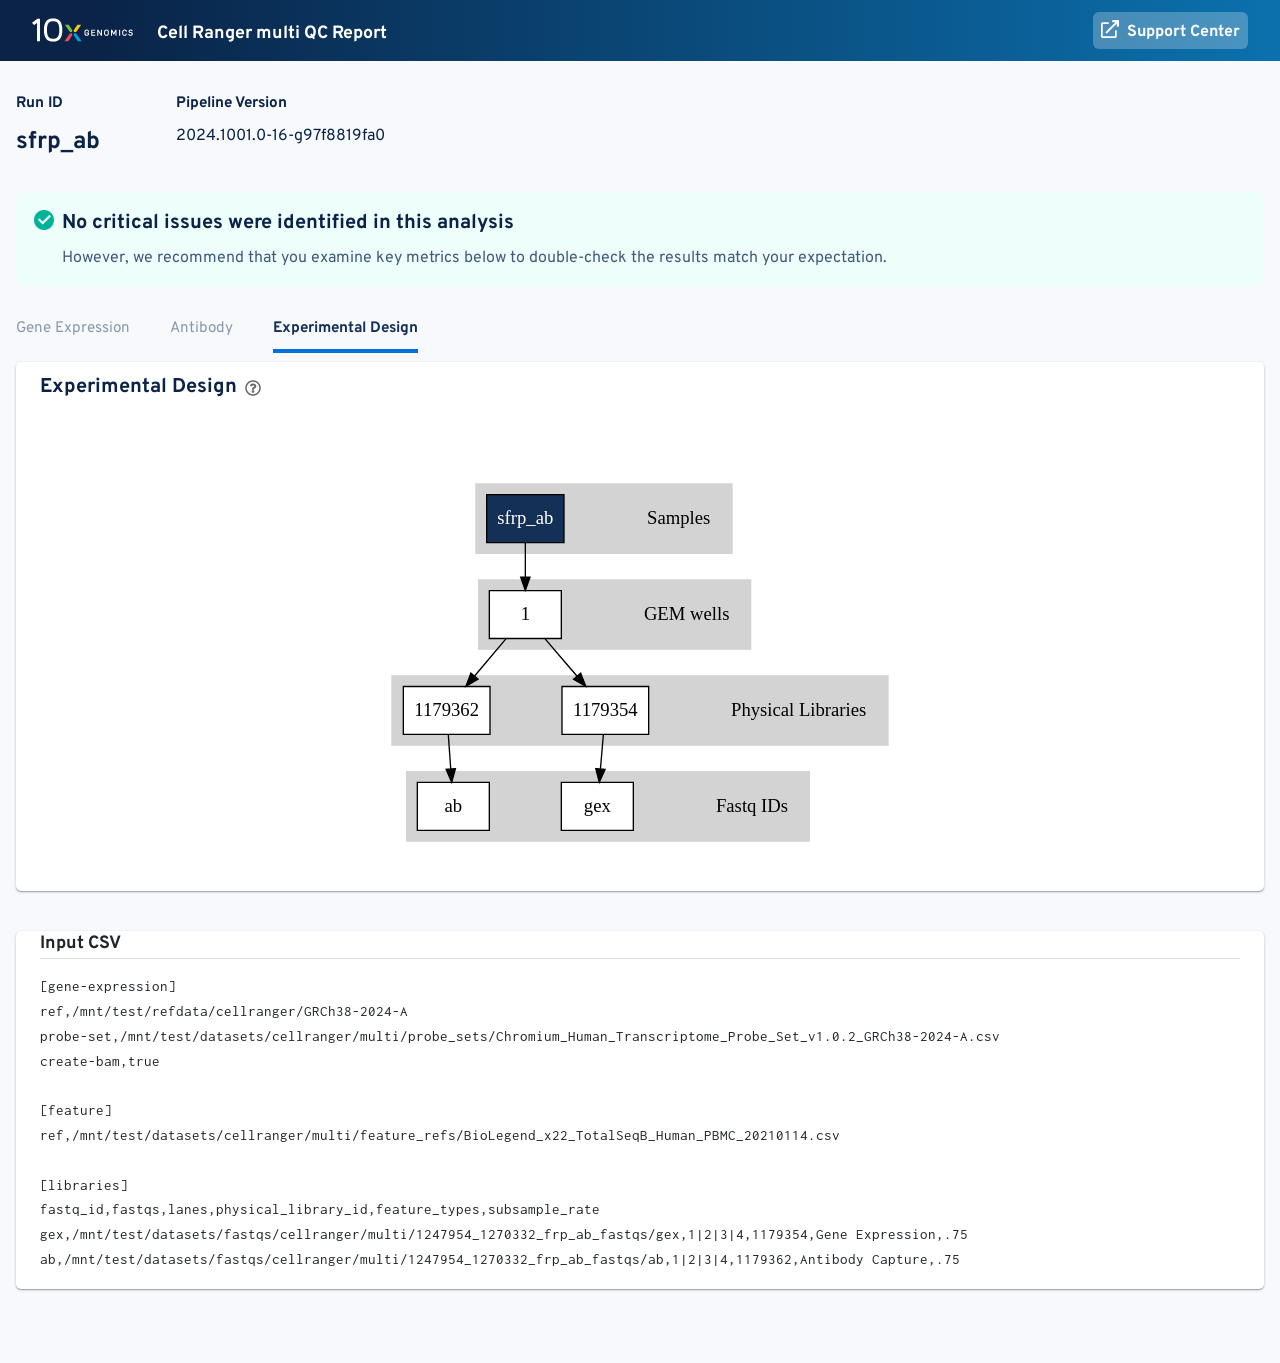 10X GENOMICS
Cell Ranger multi QC Report
Support Center
Run ID
Pipeline Version
sfrp_ab
2024.1001.0-16-g97f8819fa0
No critical issues were identified in this analysis
However, we recommend that you examine key metrics below to double-check the results match your expectation.
Gene Expression
Antibody
Experimental Design
Experimental Design ?
sfrp_ab
Samples
1
GEM wells
1179362
1179354
Physical Libraries
ab
gex
Fastq IDs
Input CSV
[gene-expression]
ref,/mnt/test/refdata/cellranger/GRCh38-2024-A
probe-set,/mnt/test/datasets/cellranger/multi/probe_sets/Chromium_Human_Transcriptome_Probe_Set_v1.0.2_GRCh38-2024-A.csv
create-bam,true
[feature]
ref,/mnt/test/datasets/cellranger/multi/feature_refs/BioLegend_x22_TotalSeqB_Human_PBMC_20210114.csv
[libraries]
fastq_id,fastqs,lanes,physical_library_id,feature_types,subsample_rate
gex,/mnt/test/datasets/fastqs/cellranger/multi/1247954_1270332_frp_ab_fastqs/gex,1|2|3|4,1179354,Gene Expression,.75
ab,/mnt/test/datasets/fastqs/cellranger/multi/1247954_1270332_frp_ab_fastqs/ab,1|2|3|4,1179362,Antibody Capture,.75